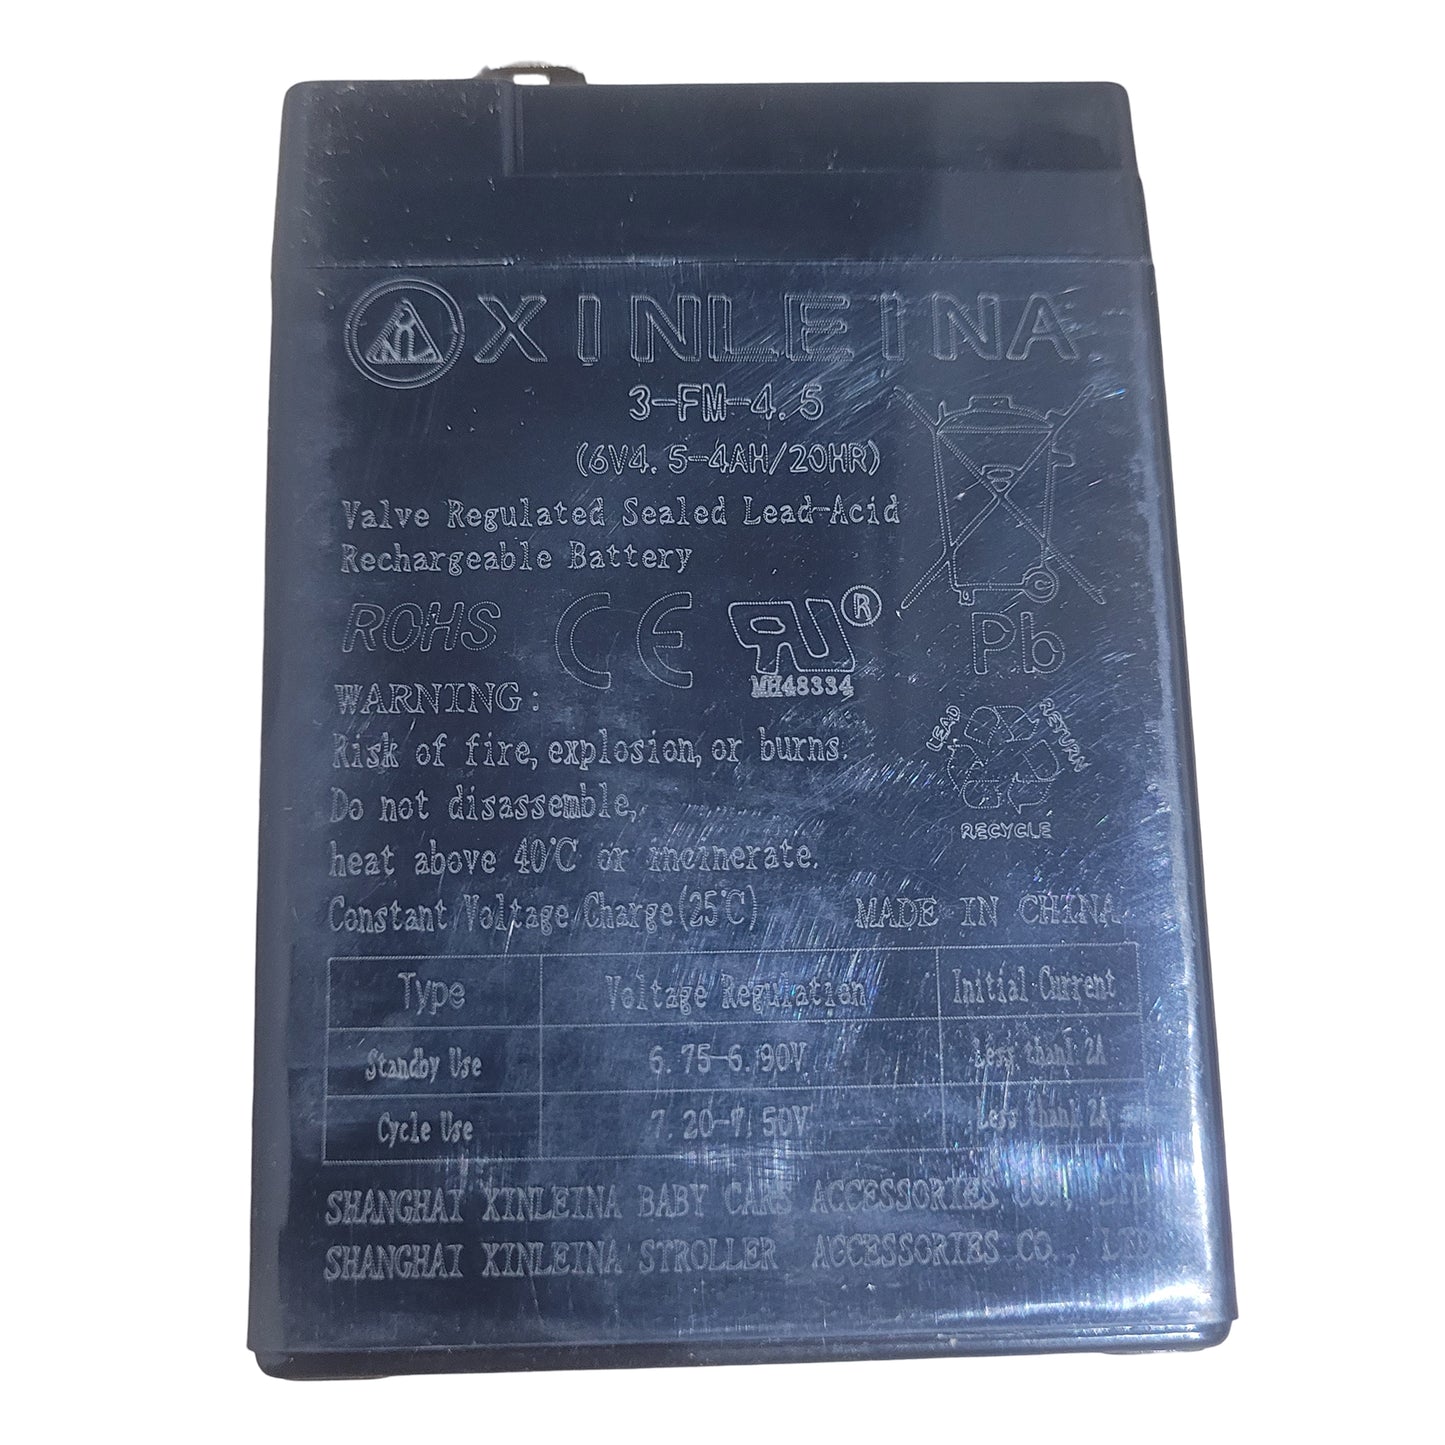 XINLEINA
3-FM-4.5
(6V4.5-4AH/20HR)
Valve Regulated Sealed Lead-Acid
Rechargeable Battery
ROHS CE RU ®
MH48334
Pb
WARNING:
Risk of fire, explosion, or burns.
Do not disassemble,
heat above 40℃ or incinerate.
LEAD RETURN
RECYCLE
Constant Voltage Charge(25℃) MADE IN CHINA
Type Voltage Regulation Initial Current
Standby Use 6.75-6.90V Less than1.2A
Cycle Use 7.20-7.50V Less than1.2A
SHANGHAI XINLEINA BABY CARS ACCESSORIES CO., LTD
SHANGHAI XINLEINA STROLLER ACCESSORIES CO., LTD